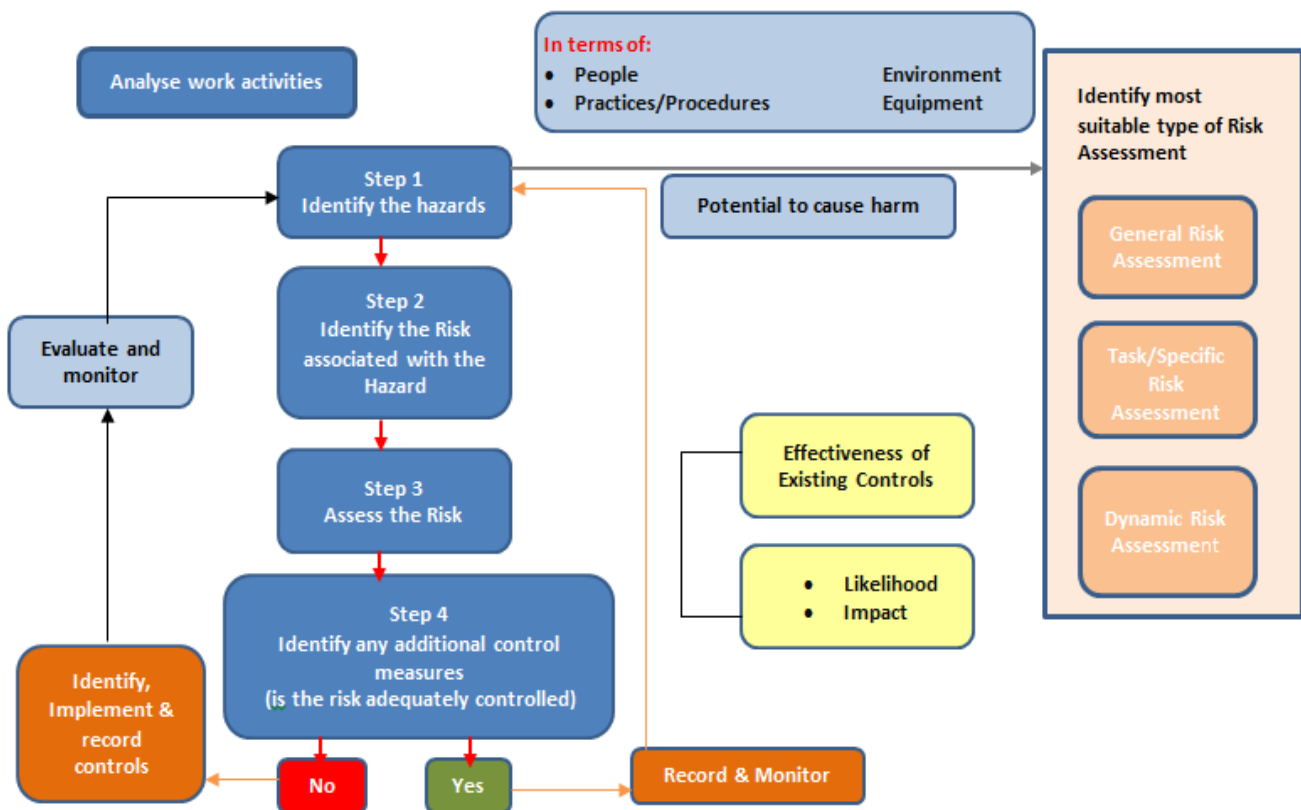 Analyse work activities
In terms of:
• People Environment
• Practices/Procedures Equipment
Identify most
suitable type of Risk
Assessment
General Risk
Assessment
Task/Specific
Risk
Assessment
Dynamic Risk
Assessment
Step 1
Identify the hazards
Potential to cause harm
Step 2
Identify the Risk
associated with the
Hazard
Evaluate and
monitor
Step 3
Assess the Risk
Effectiveness of
Existing Controls
• Likelihood
• Impact
Step 4
Identify any additional control
measures
(is the risk adequately controlled)
Identify,
Implement &
record
controls
No
Yes
Record & Monitor